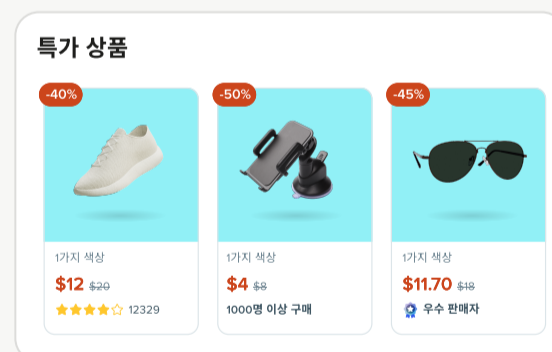 특가 상품
-40%
-50%
-45%
1가지 색상
$12 $20
12329
1가지 색상
$4 $8
1000명 이상 구매
1가지 색상
$11.70 $18
우수 판매자